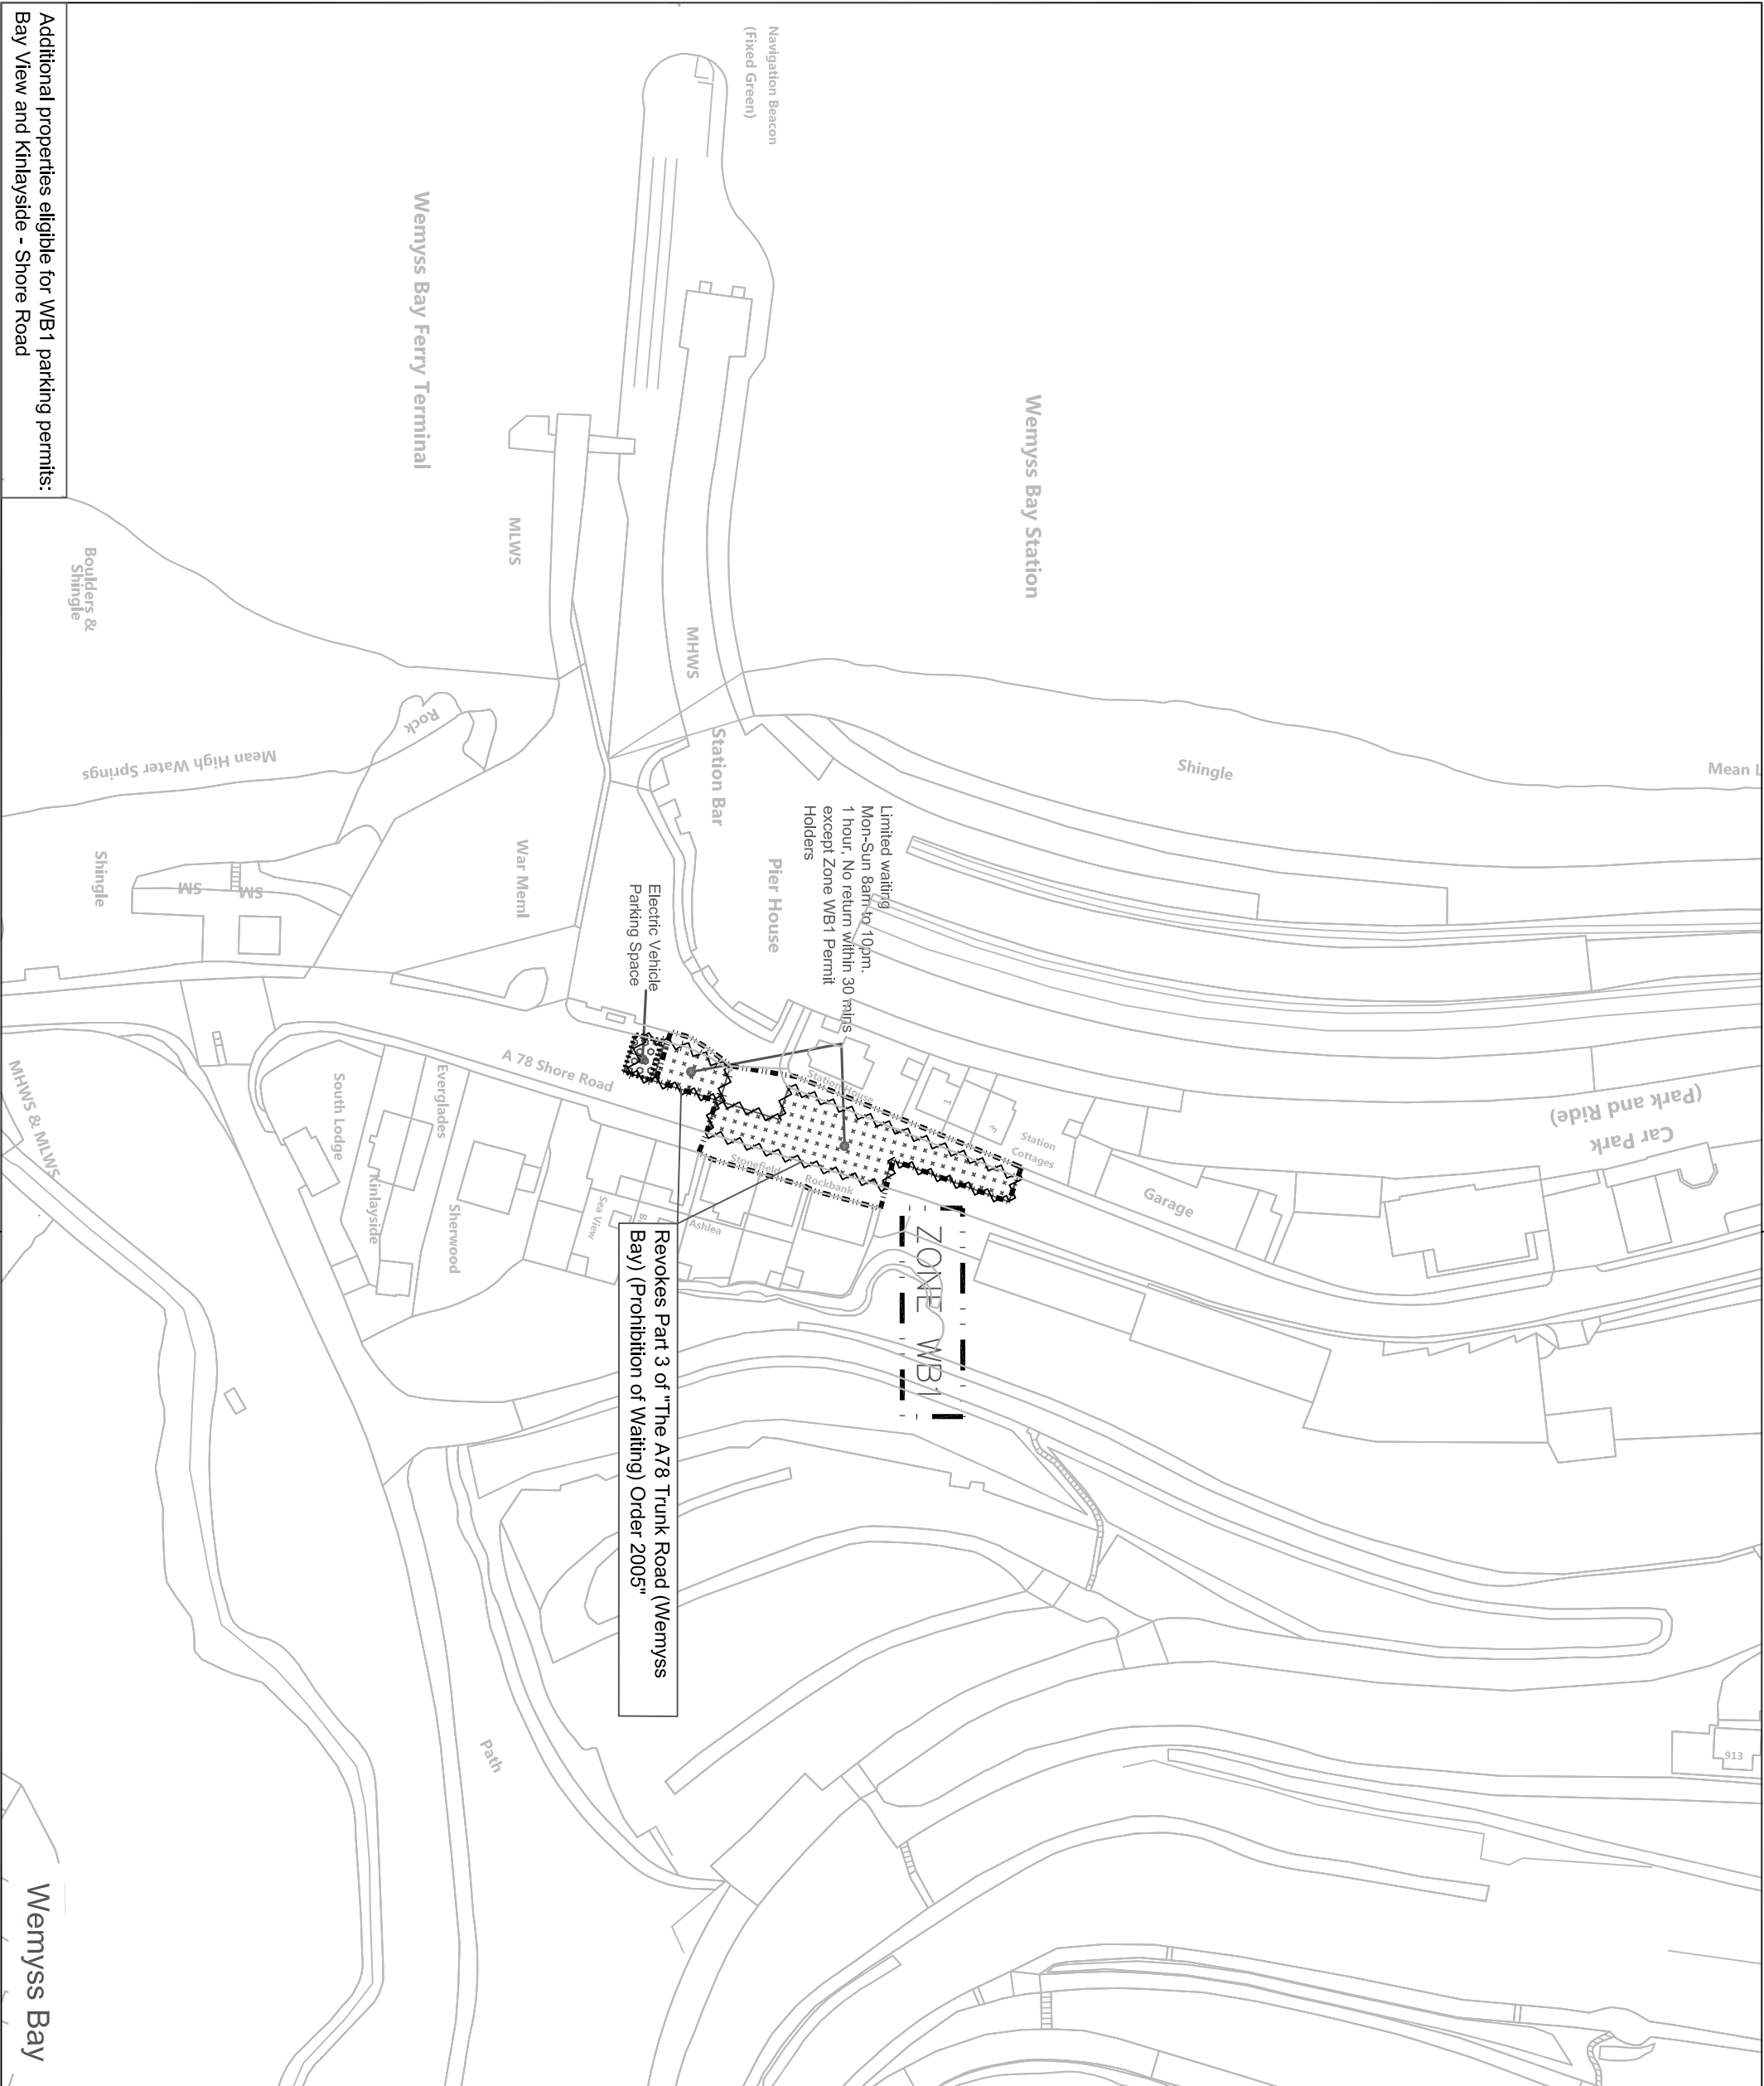 Navigation Beacon
(Fixed Green)
Wemyss Bay Station
Wemyss Bay Ferry Terminal
MLWS
MHWS
Boulders &
Shingle
Rock
Mean High Water Springs
Shingle
Shingle
Station Bar
Pier House
War Meml
SM
SM
Limited waiting
Mon-Sun 8am to 10pm.
1 hour, No return within 30 mins
except Zone WB1 Permit
Holders
Electric Vehicle
Parking Space
A 78 Shore Road
Station House
1
3
Station
Cottages
Car Park
(Park and Ride)
Garage
Stonefield
Rockbank
Ashlea
Sea View
Everglades
South Lodge
Kinlayside
Sherwood
MHWS & MLWS
ZONE WB1
Revokes Part 3 of "The A78 Trunk Road (Wemyss
Bay) (Prohibition of Waiting) Order 2005"
Path
913
Wemyss Bay
Additional properties eligible for WB1 parking permits:
Bay View and Kinlayside - Shore Road
Mean